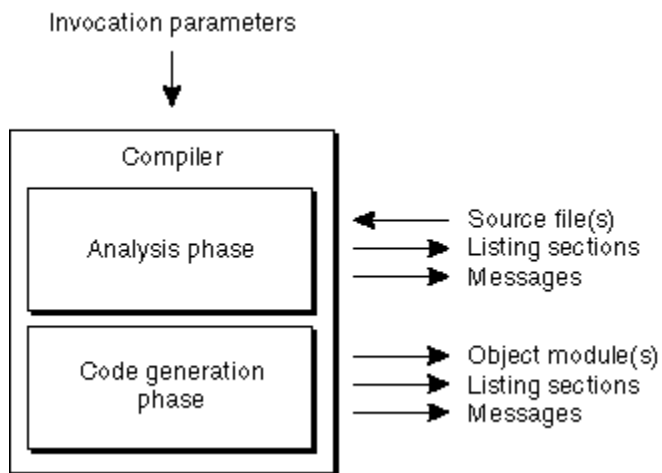 Invocation parameters
Compiler
Analysis phase
Source file(s)
Listing sections
Messages
Code generation
phase
Object module(s)
Listing sections
Messages